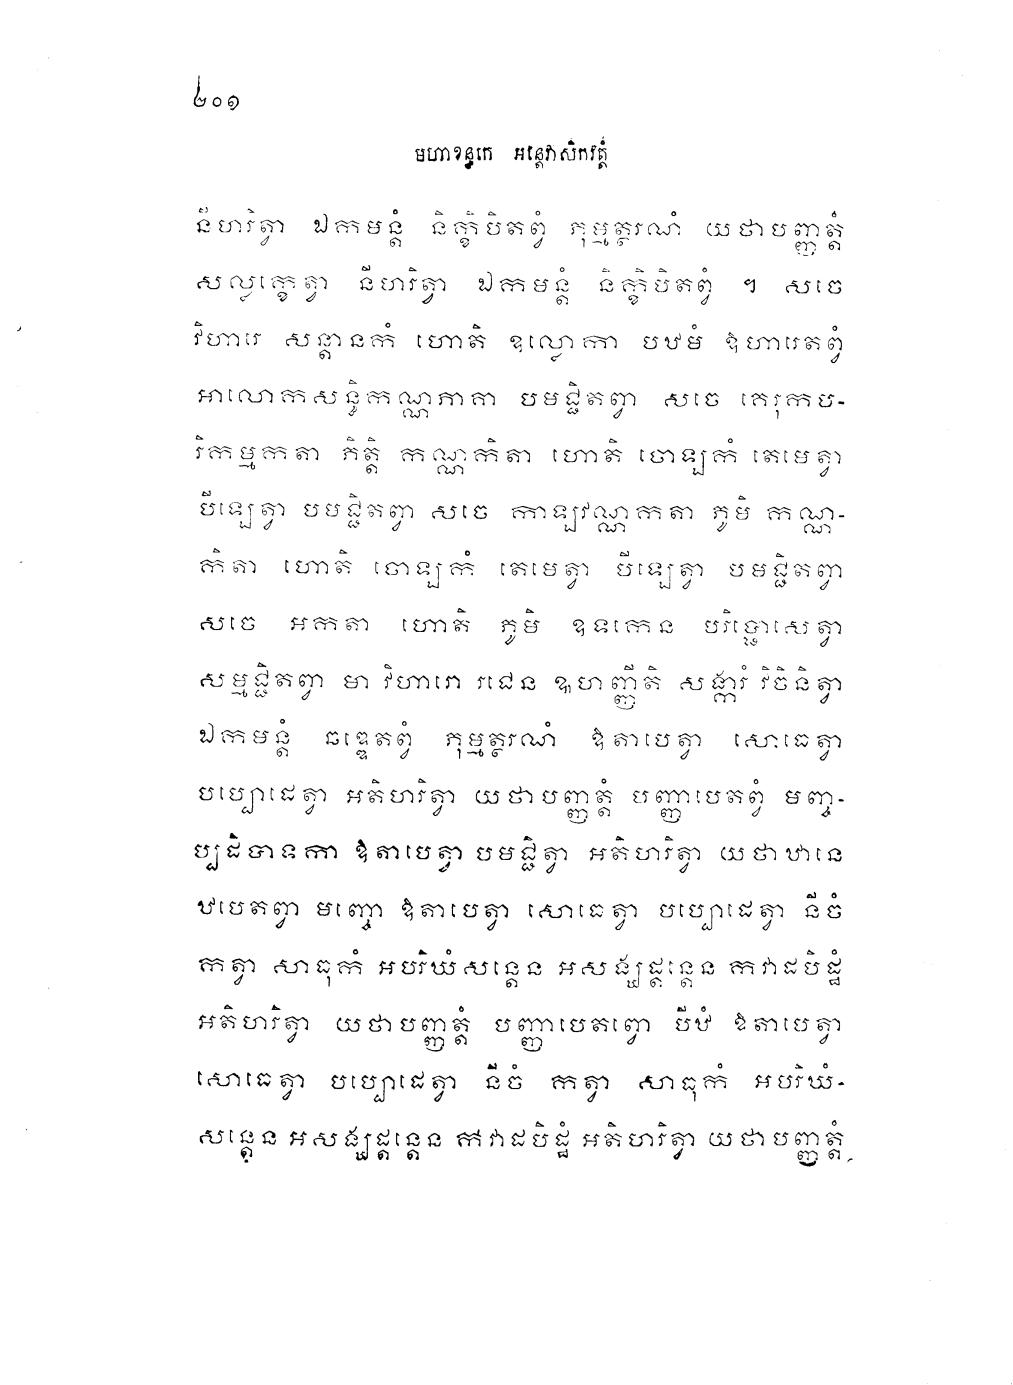 ២០១
មហាខន្ធកេ អន្តេវាសិកវត្តំ
នីហរិត្វា ឯកមន្តំ និក្ខិបិតព្វំ ភុម្មត្ថរណំ យថាបញ្ញត្តំ
សល្លក្ខេត្វា នីហរិត្វា ឯកមន្តំ និក្ខិបិតព្វំ ។ សចេ
វិហារេ សន្តានកំ ហោតិ ឧល្លោកា បឋមំ ឱហារេតព្វំ
អាលោកសន្ធិកណ្ណភាគា បមជ្ជិតព្វា សចេ គេរុកប-
រិកម្មកតា ភិត្តិ កណ្ណកិតា ហោតិ ចោឡកំ តេមេត្វា
បីឡេត្វា បមជ្ជិតព្វា សចេ កាឡវណ្ណកតា ភូមិ កណ្ណ-
កិតា ហោតិ ចោឡកំ តេមេត្វា បីឡេត្វា បមជ្ជិតព្វា
សចេ អកតា ហោតិ ភូមិ ឧទកេន បរិប្ផោសេត្វា
សម្មជ្ជិតព្វា មា វិហារោ រជេន ឩហញ្ញីតិ សង្ការំ វិចិនិត្វា
ឯកមន្តំ ឆឌ្ឌេតព្វំ ភុម្មត្ថរណំ ឱតាបេត្វា សោធេត្វា
បប្បោដេត្វា អតិហរិត្វា យថាបញ្ញត្តំ បញ្ញាបេតព្វំ មញ្ច-
ប្បដិបាទកា ឱតាបេត្វា បមជ្ជិត្វា អតិហរិត្វា យថាឋានេ
ឋបេតព្វា មញ្ចោ ឱតាបេត្វា សោធេត្វា បប្បោដេត្វា នីចំ
កត្វា សាធុកំ អបរិឃំសន្តេន អសង្ឃដ្តន្តេន កវាដបិដ្ឋំ
អតិហរិត្វា យថាបញ្ញត្តំ បញ្ញាបេតព្វោ បីឋំ ឱតាបេត្វា
សោធេត្វា បប្បោដេត្វា នីចំ កត្វា សាធុកំ អបរិឃំ-
សន្តេន អសង្ឃដ្តន្តេន កវាដបិដ្ឋំ អតិហរិត្វា យថាបញ្ញត្តំ